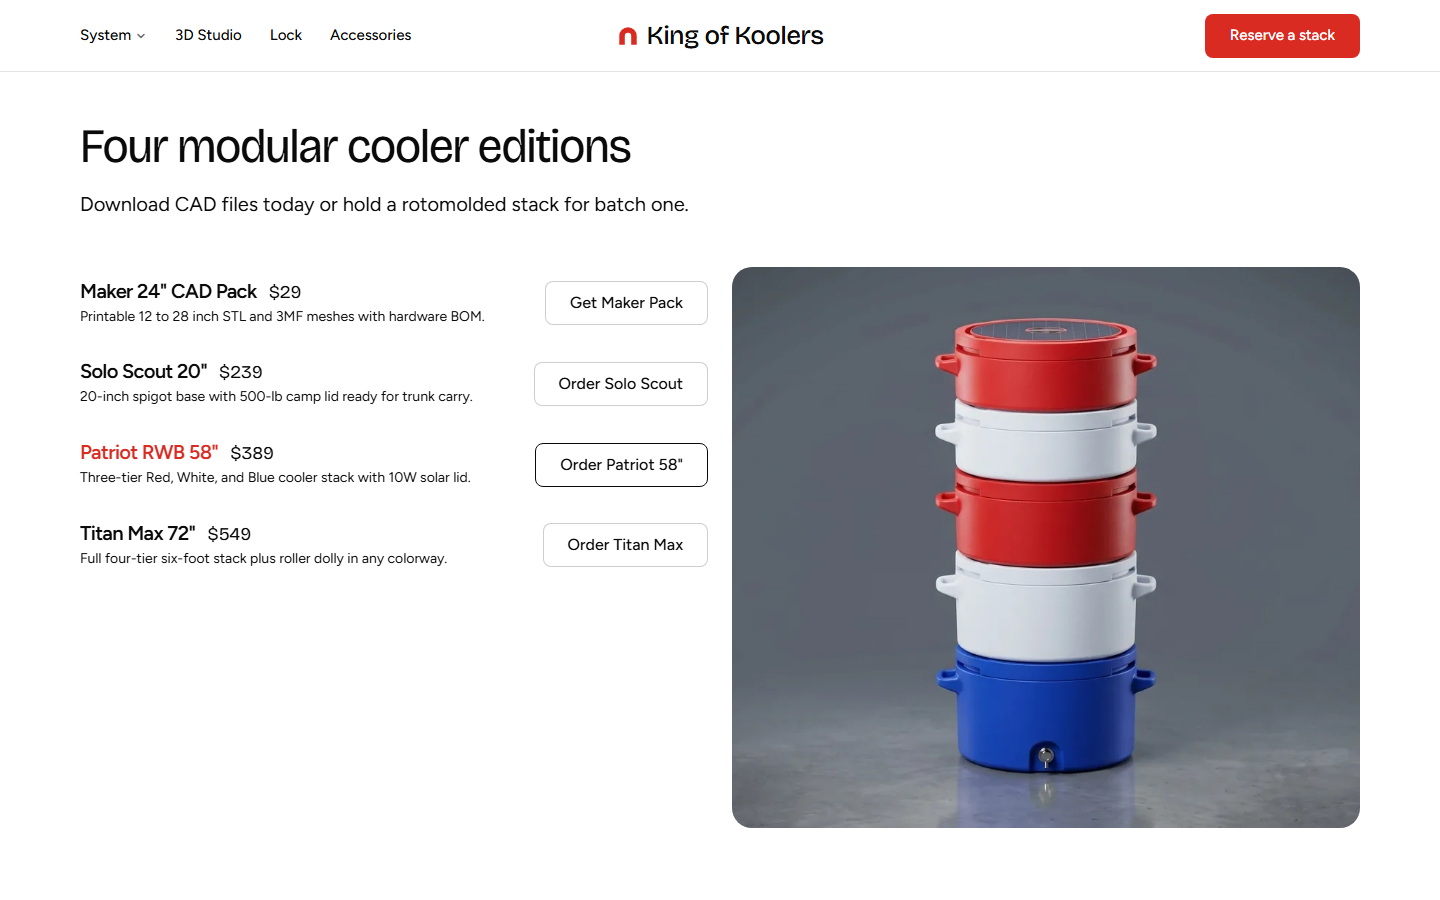 System
3D Studio
Lock
Accessories
King of Koolers
Reserve a stack
Four modular cooler editions
Download CAD files today or hold a rotomolded stack for batch one.
Maker 24" CAD Pack $29
Printable 12 to 28 inch STL and 3MF meshes with hardware BOM.
Get Maker Pack
Solo Scout 20" $239
20-inch spigot base with 500-lb camp lid ready for trunk carry.
Order Solo Scout
Patriot RWB 58" $389
Three-tier Red, White, and Blue cooler stack with 10W solar lid.
Order Patriot 58"
Titan Max 72" $549
Full four-tier six-foot stack plus roller dolly in any colorway.
Order Titan Max